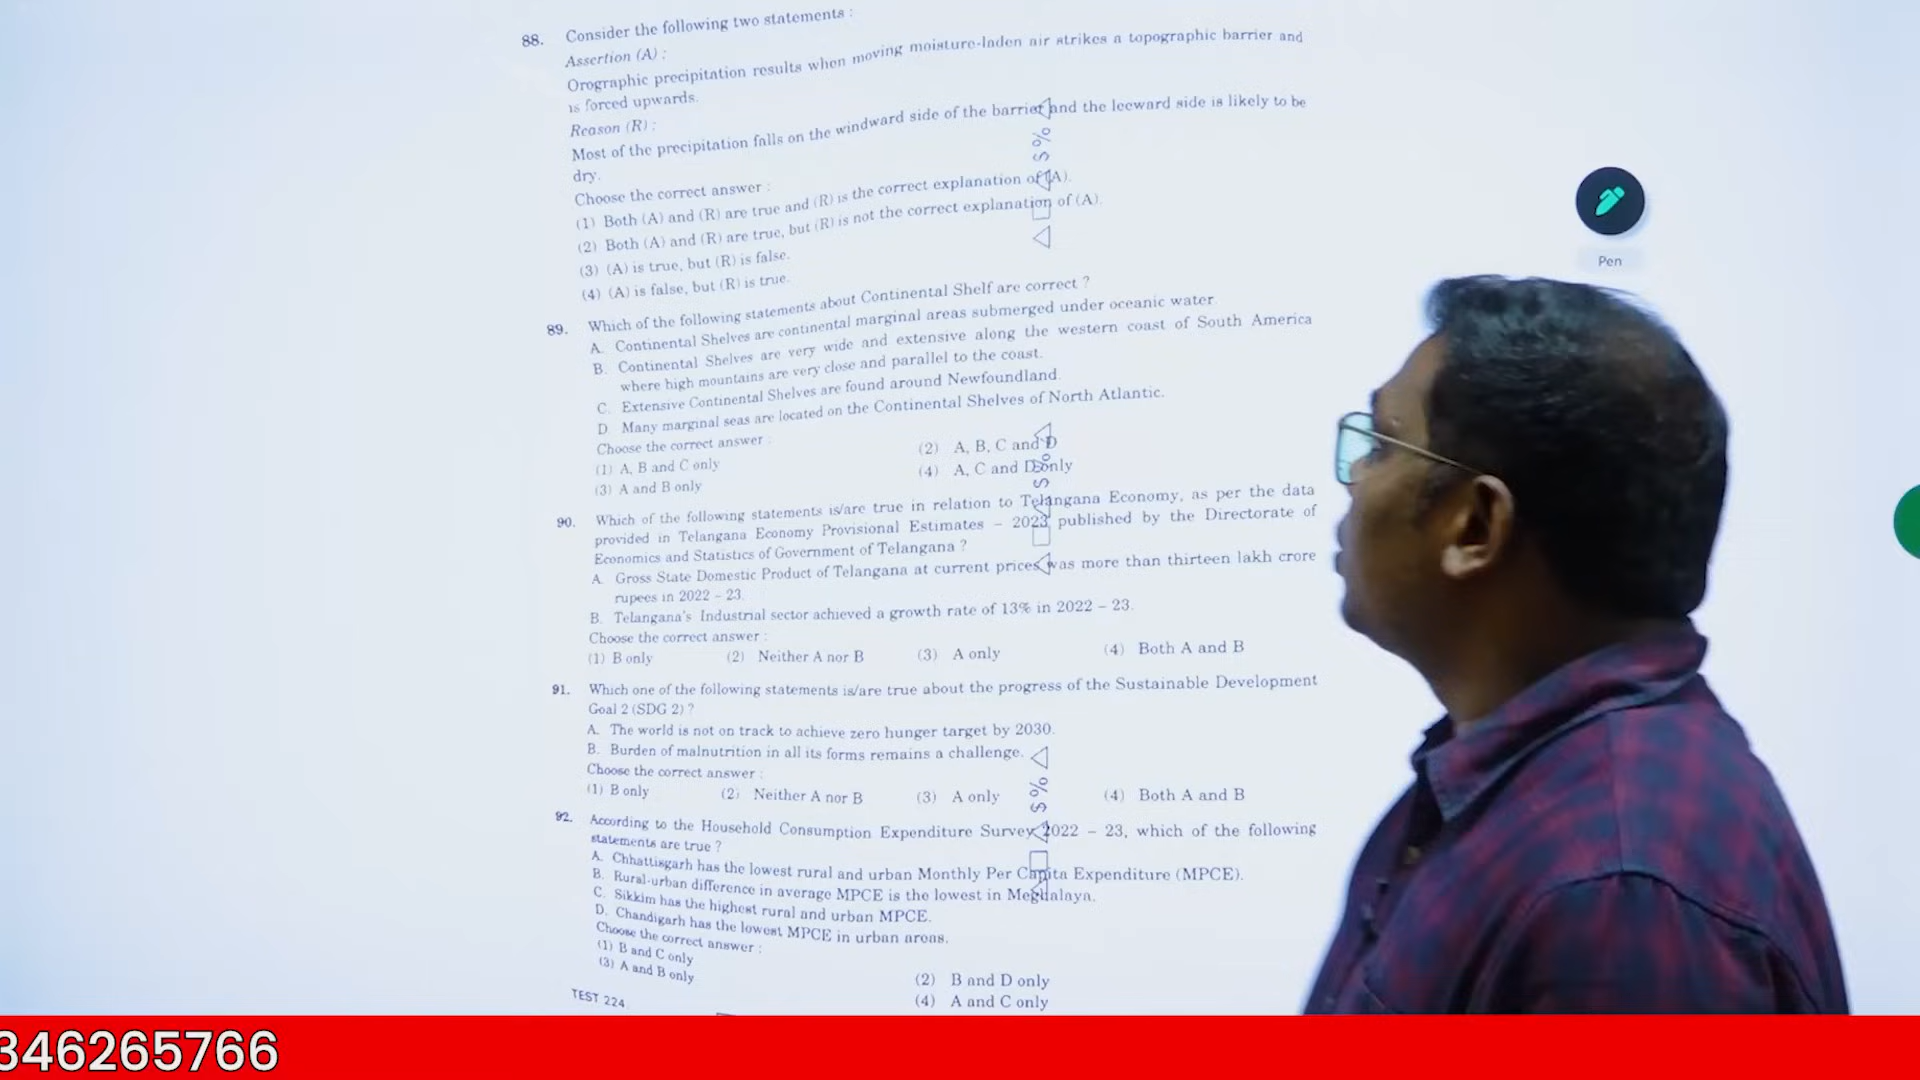 88. Consider the following two statements :
Assertion (A) :
Orographic precipitation results when moving moisture-laden air strikes a topographic barrier and
is forced upwards.
Reason (R) :
Most of the precipitation falls on the windward side of the barrier and the leeward side is likely to be
dry.
Choose the correct answer :
(1) Both (A) and (R) are true and (R) is the correct explanation of (A).
(2) Both (A) and (R) are true, but (R) is not the correct explanation of (A).
(3) (A) is true, but (R) is false.
(4) (A) is false, but (R) is true.
89. Which of the following statements about Continental Shelf are correct ?
A. Continental Shelves are continental marginal areas submerged under oceanic water.
B. Continental Shelves are very wide and extensive along the western coast of South America
where high mountains are very close and parallel to the coast.
C. Extensive Continental Shelves are found around Newfoundland.
D. Many marginal seas are located on the Continental Shelves of North Atlantic.
Choose the correct answer :
(1) A, B and C only (2) A, B, C and D
(3) A and B only (4) A, C and D only
90. Which of the following statements is/are true in relation to Telangana Economy, as per the data
provided in Telangana Economy Provisional Estimates – 2023 published by the Directorate of
Economics and Statistics of Government of Telangana ?
A. Gross State Domestic Product of Telangana at current prices was more than thirteen lakh crore
rupees in 2022 – 23.
B. Telangana's Industrial sector achieved a growth rate of 13% in 2022 – 23.
Choose the correct answer :
(1) B only (2) Neither A nor B (3) A only (4) Both A and B
91. Which one of the following statements is/are true about the progress of the Sustainable Development
Goal 2 (SDG 2) ?
A. The world is not on track to achieve zero hunger target by 2030.
B. Burden of malnutrition in all its forms remains a challenge.
Choose the correct answer :
(1) B only (2) Neither A nor B (3) A only (4) Both A and B
92. According to the Household Consumption Expenditure Survey 2022 – 23, which of the following
statements are true ?
A. Chhattisgarh has the lowest rural and urban Monthly Per Capita Expenditure (MPCE).
B. Rural-urban difference in average MPCE is the lowest in Meghalaya.
C. Sikkim has the highest rural and urban MPCE.
D. Chandigarh has the lowest MPCE in urban areas.
Choose the correct answer :
(1) B and C only (2) B and D only
(3) A and B only (4) A and C only
TEST 224
$ %
$ %
$ %
Pen
346265766